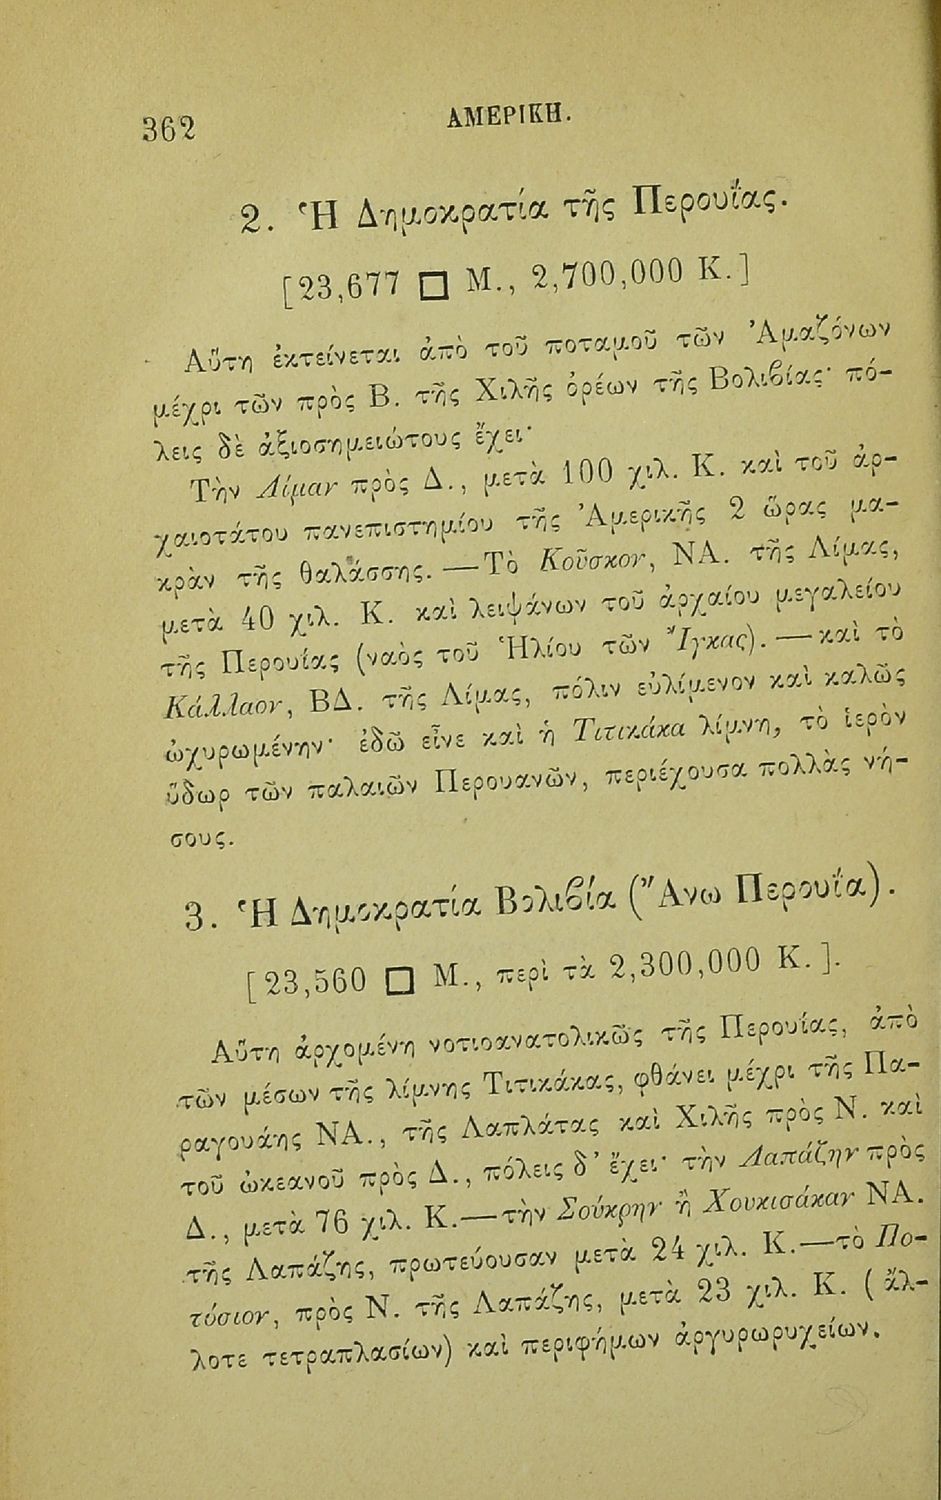 362
ΑΜΕΡΙΚΗ.
2. Ἡ Δημοκρατία τῆς Περουΐας.
[23,677 □ Μ., 2,700,000 Κ.]
Αὕτη ἐκτείνεται ἀπὸ τοῦ ποταμοῦ τῶν Ἀμαζόνων
μέχρι τῶν πρὸς Β. τῆς Χιλῆς ὀρέων τῆς Βολιβίας· πό-
λεις δὲ ἀξιοσημειώτους ἔχει·
Τὴν Λίμαν πρὸς Δ., μετὰ 100 χιλ. Κ. καὶ τοῦ ἀρ-
χαιοτάτου πανεπιστημίου τῆς Ἀμερικῆς 2 ὥρας μα-
κρὰν τῆς θαλάσσης. — Τὸ Κοῦσκον, ΝΑ. τῆς Λίμας,
μετὰ 40 χιλ. Κ. καὶ λειψάνων τοῦ ἀρχαίου μεγαλείου
τῆς Περουΐας (ναὸς τοῦ Ἡλίου τῶν Ἴγκας). — καὶ τὸ
Κάλλαον, ΒΔ. τῆς Λίμας, πόλιν εὐλίμενον καὶ καλῶς
ὠχυρωμένην· ἐδῶ εἶνε καὶ ἡ Τιτικάκα λίμνη, τὸ ἱερὸν
ὕδωρ τῶν παλαιῶν Περουανῶν, περιέχουσα πολλὰς νή-
σους.
3. Ἡ Δημοκρατία Βολιβία (Ἄνω Περουΐα).
[23,560 □ Μ., περὶ τὰ 2,300,000 Κ.].
Αὕτη ἀρχομένη νοτιοανατολικῶς τῆς Περουΐας, ἀπὸ
τῶν μέσων τῆς λίμνης Τιτικάκας, φθάνει μέχρι τῆς Πα-
ραγουάης ΝΑ., τῆς Λαπλάτας καὶ Χιλῆς πρὸς Ν. καὶ
τοῦ ὠκεανοῦ πρὸς Δ., πόλεις δ' ἔχει· τὴν Λαπάζην πρὸς
Δ., μετὰ 76 χιλ. Κ.—τὴν Σούκρην ἢ Χουκισάκαν ΝΑ.
τῆς Λαπάζης, πρωτεύουσαν μετὰ 24 χιλ. Κ.—τὸ Πο-
τόσιον, πρὸς Ν. τῆς Λαπάζης, μετὰ 23 χιλ. Κ. (ἄλ-
λοτε τετραπλασίων) καὶ περιφήμων ἀργυρωρυχείων.